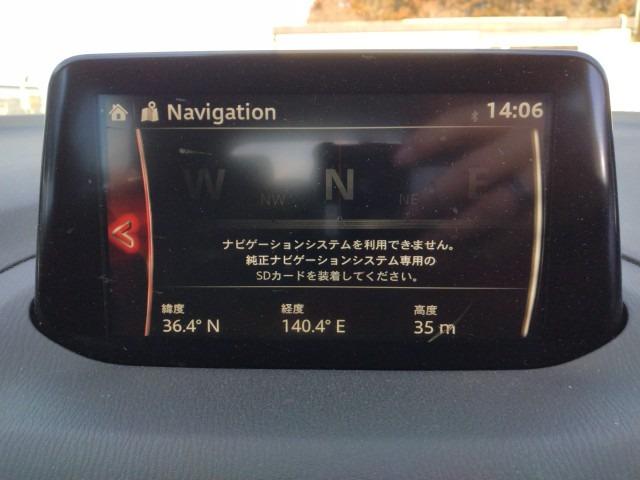 Navigation
14:06
W NW N NE E
ナビゲーションシステムを利用できません。
純正ナビゲーションシステム専用の
SDカードを装着してください。
緯度 経度 高度
36.4° N 140.4° E 35 m